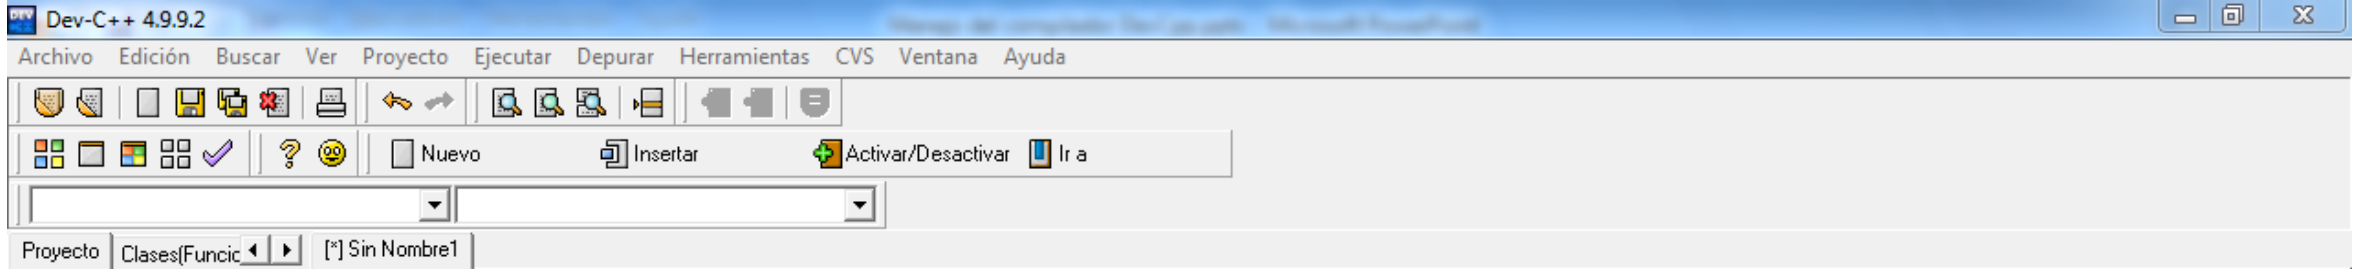 Dev-C++ 4.9.9.2
Archivo Edición Buscar Ver Proyecto Ejecutar Depurar Herramientas CVS Ventana Ayuda
Nuevo Insertar Activar/Desactivar Ir a
Proyecto Clases(Funcio [*] Sin Nombre1